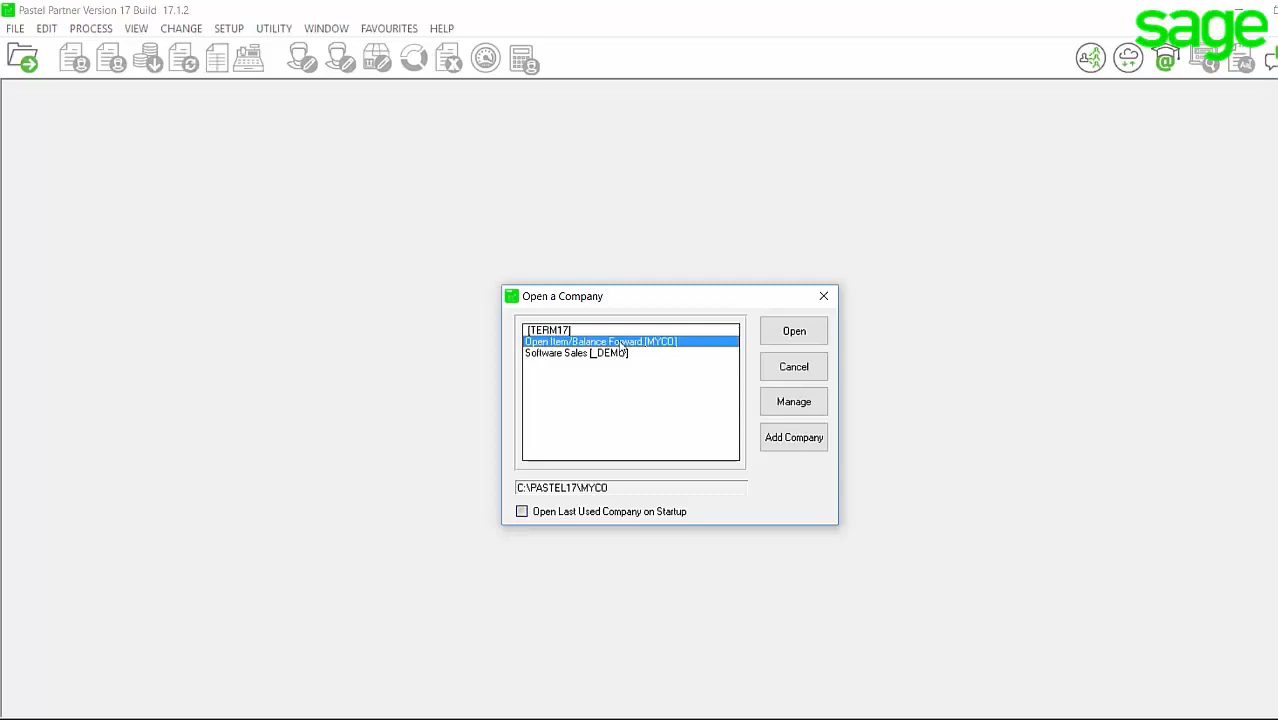 Pastel Partner Version 17 Build 17.1.2
sage
FILE EDIT PROCESS VIEW CHANGE SETUP UTILITY WINDOW FAVOURITES HELP
Open a Company
[TERM17]
Open Item/Balance Forward [MYCO]
Software Sales [_DEMO]
Open
Cancel
Manage
Add Company
C:\PASTEL17\MYCO
Open Last Used Company on Startup